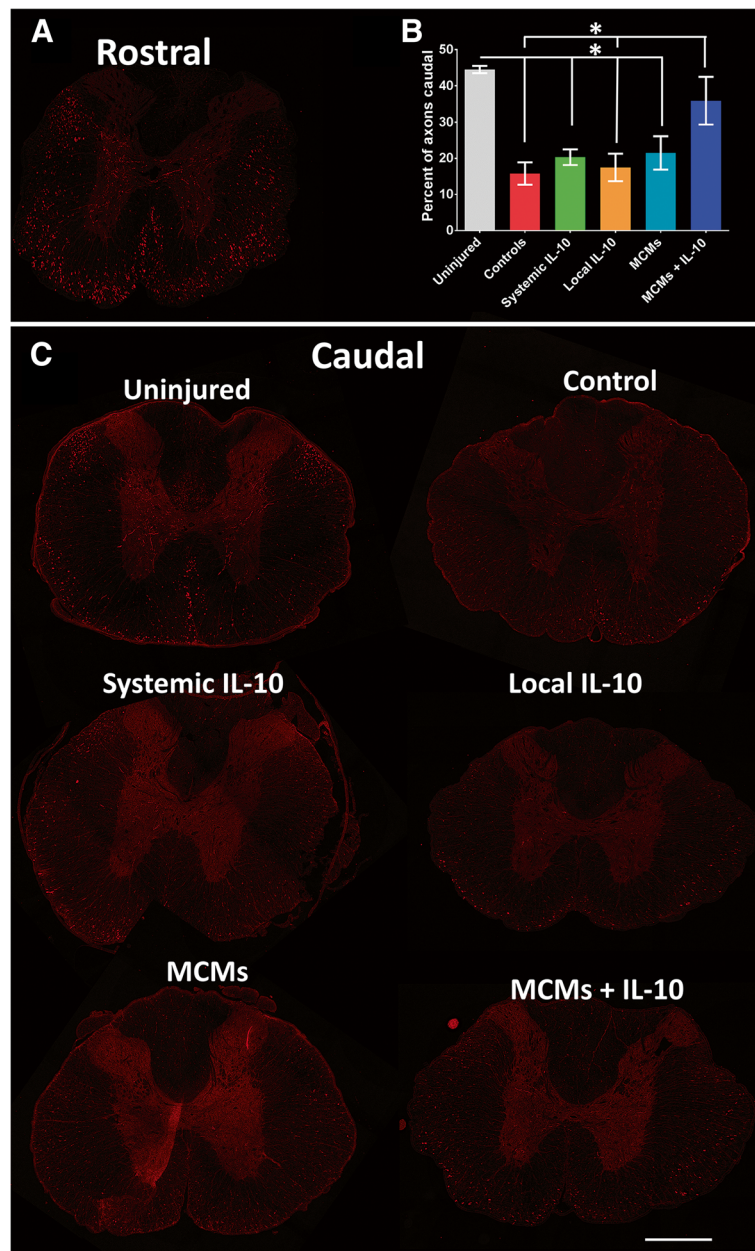 A
Rostral
B
*
*
Percent of axons caudal
50
40
30
20
10
0
Uninjured
Controls
Systemic IL-10
Local IL-10
MCMs
MCMs + IL-10
C
Caudal
Uninjured
Control
Systemic IL-10
Local IL-10
MCMs
MCMs + IL-10